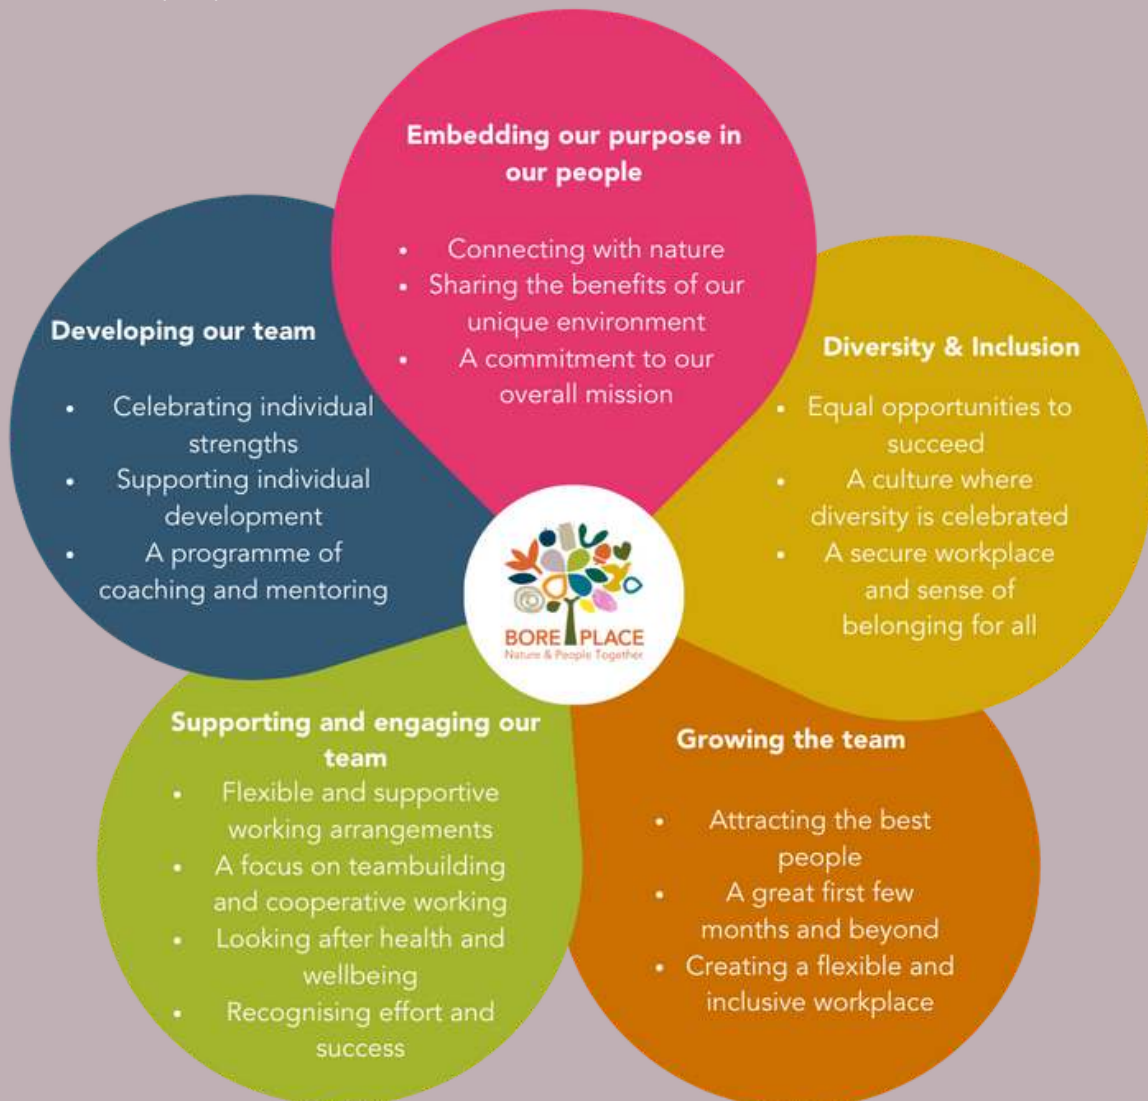 Embedding our purpose in
our people
• Connecting with nature
• Sharing the benefits of our
unique environment
• A commitment to our
overall mission
Developing our team
• Celebrating individual
strengths
• Supporting individual
development
• A programme of
coaching and mentoring
Diversity & Inclusion
• Equal opportunities to
succeed
• A culture where
diversity is celebrated
• A secure workplace
and sense of
belonging for all
BORE PLACE
Nature & People Together
Supporting and engaging our
team
• Flexible and supportive
working arrangements
• A focus on teambuilding
and cooperative working
• Looking after health and
wellbeing
• Recognising effort and
success
Growing the team
• Attracting the best
people
• A great first few
months and beyond
• Creating a flexible and
inclusive workplace